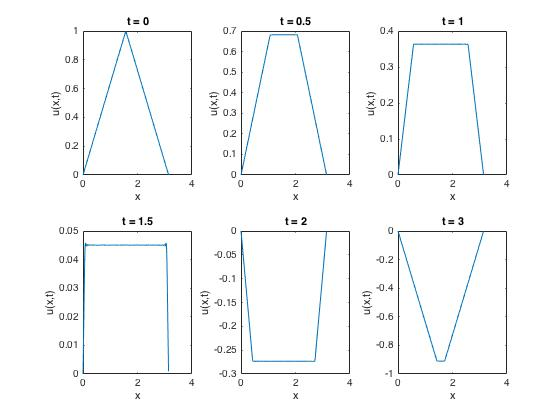 t = 0
t = 0.5
t = 1
1
0.8
0.6
0.4
0.2
0
u(x,t)
0 2 4
x
0.7
0.6
0.5
0.4
0.3
0.2
0.1
0
u(x,t)
0 2 4
x
0.4
0.3
0.2
0.1
0
u(x,t)
0 2 4
x
t = 1.5
t = 2
t = 3
0.05
0.04
0.03
0.02
0.01
0
u(x,t)
0 2 4
x
0
-0.05
-0.1
-0.15
-0.2
-0.25
-0.3
u(x,t)
0 2 4
x
0
-0.2
-0.4
-0.6
-0.8
-1
u(x,t)
0 2 4
x